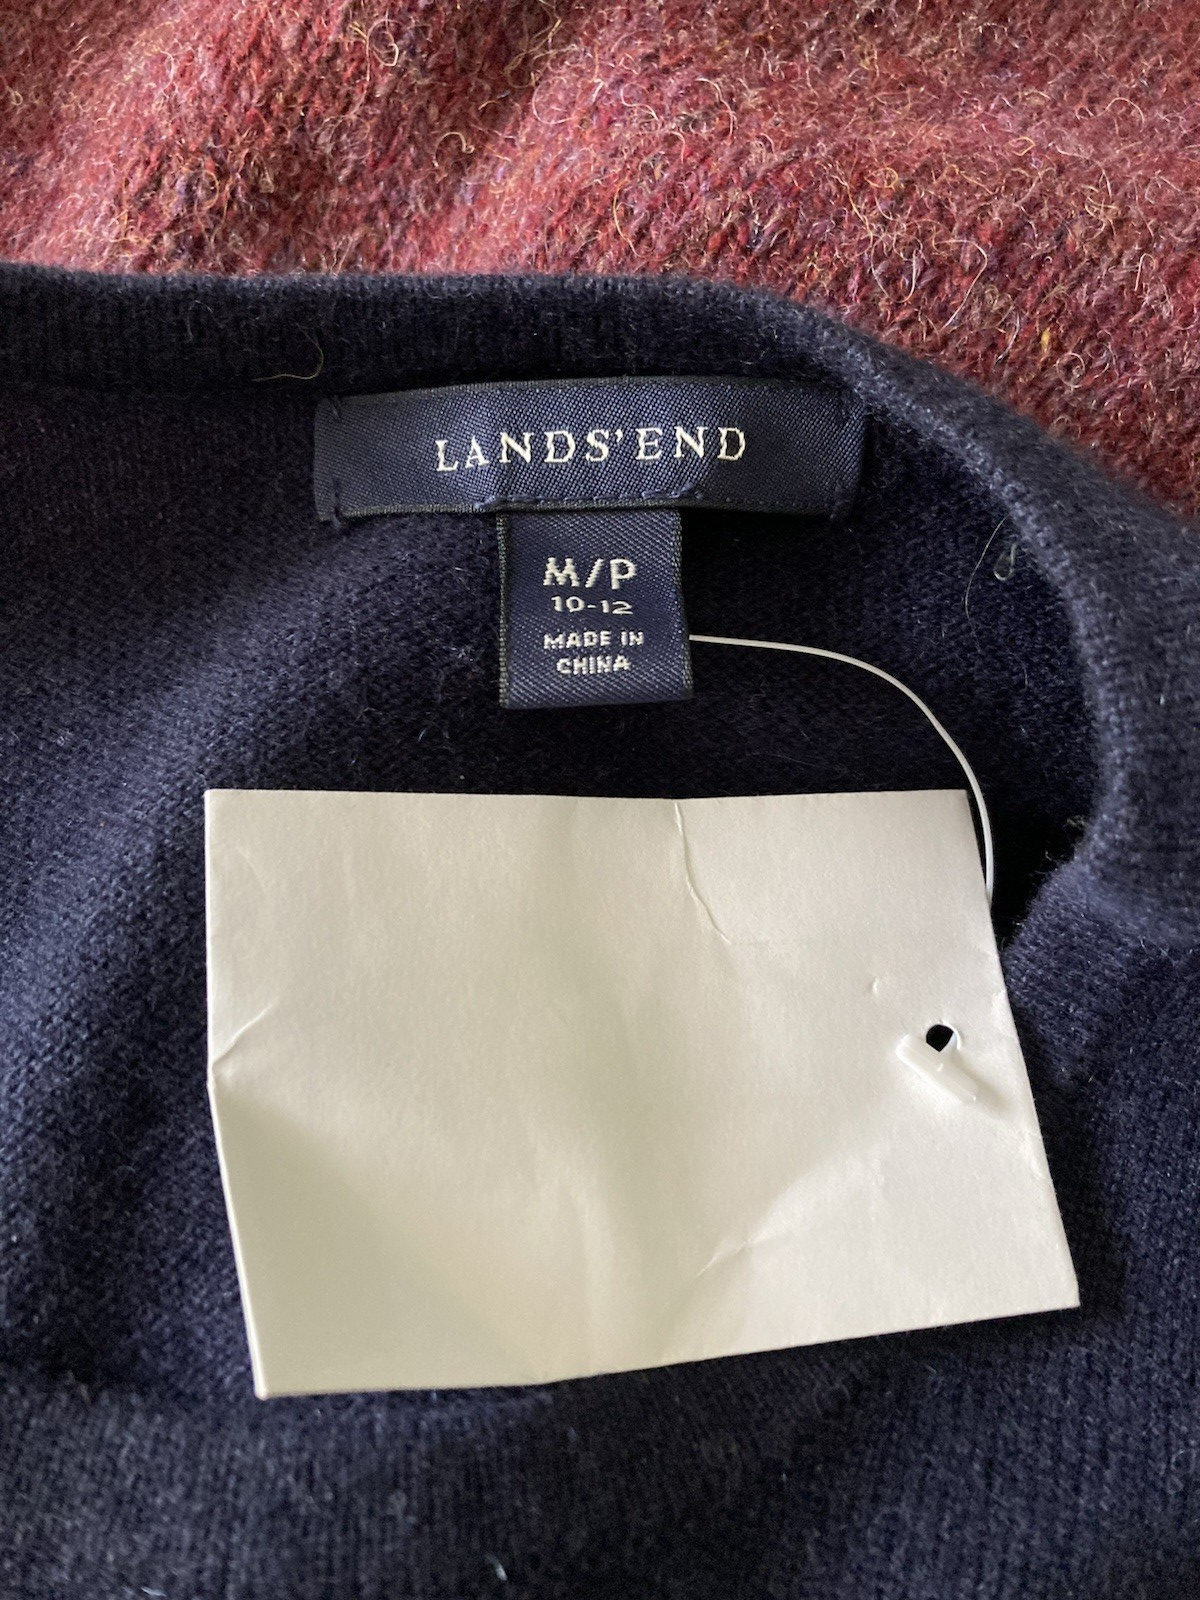 LANDS' END
M/P
10-12
MADE IN
CHINA